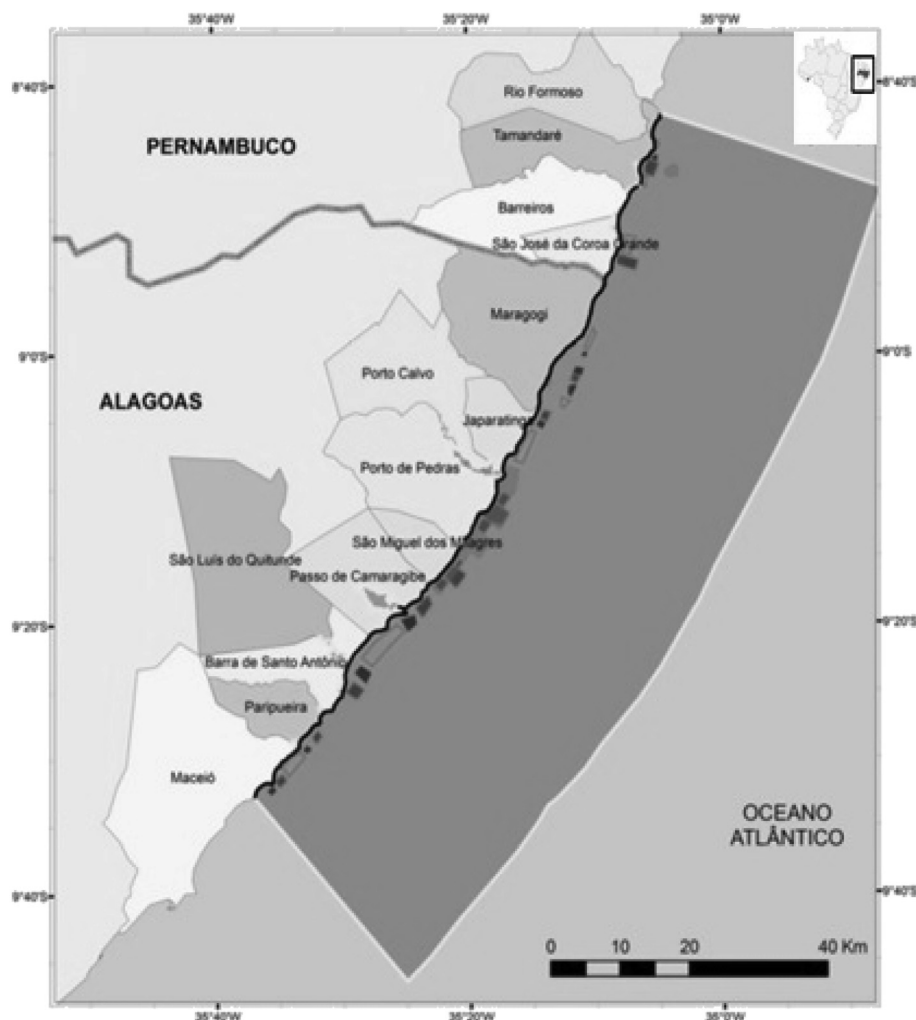 35°40'W 35°20'W 35°0'W
8°40'S 8°40'S
Rio Formoso
Tamandaré
PERNAMBUCO
Barreiros
São José da Coroa Grande
Maragogi
9°0'S 9°0'S
Porto Calvo
ALAGOAS
Japaratinga
Porto de Pedras
São Miguel dos Milagres
São Luís do Quitunde
Passo de Camaragibe
9°20'S 9°20'S
Barra de Santo Antônio
Paripueira
Maceió
OCEANO
ATLÂNTICO
9°40'S 9°40'S
0 10 20 40 Km
35°40'W 35°20'W 35°0'W